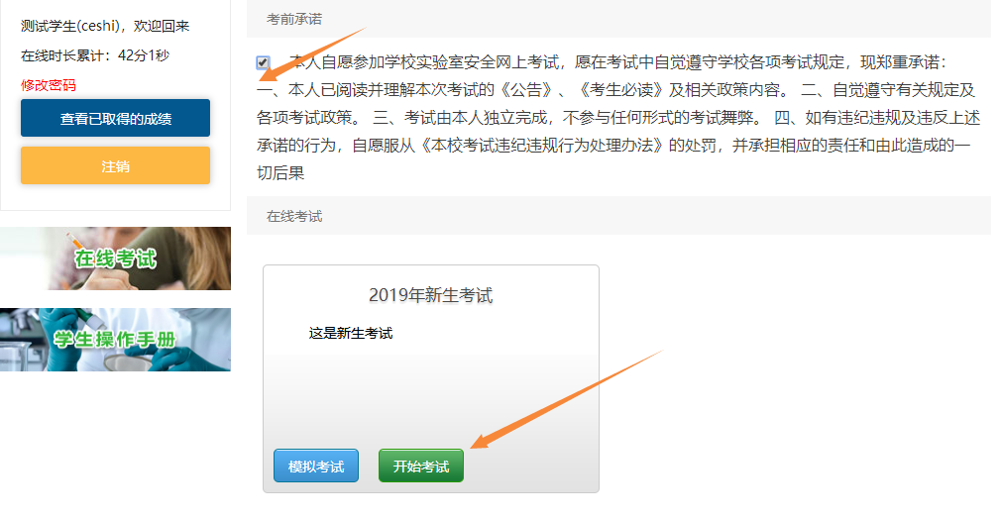 测试学生(ceshi)，欢迎回来
在线时长累计：42分1秒
修改密码
查看已取得的成绩
注销
在线考试
学生操作手册
考前承诺
本人自愿参加学校实验室安全网上考试，愿在考试中自觉遵守学校各项考试规定，现郑重承诺：
一、本人已阅读并理解本次考试的《公告》、《考生必读》及相关政策内容。 二、自觉遵守有关规定及
各项考试政策。 三、考试由本人独立完成，不参与任何形式的考试舞弊。 四、如有违纪违规及违反上述
承诺的行为，自愿服从《本校考试违纪违规行为处理办法》的处罚，并承担相应的责任和由此造成的一
切后果
在线考试
2019年新生考试
这是新生考试
模拟考试
开始考试